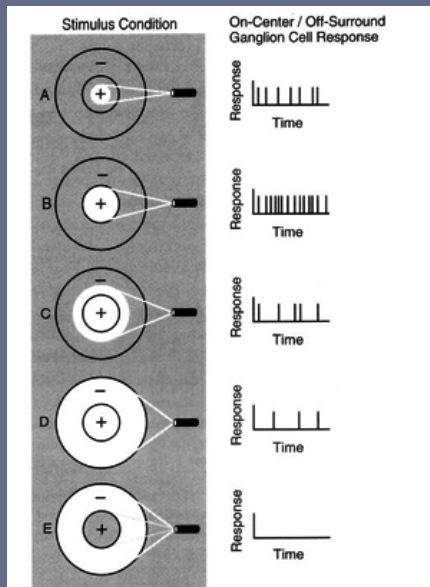 Stimulus Condition
On-Center / Off-Surround
Ganglion Cell Response
A
−
+
Response
Time
B
−
+
Response
Time
C
−
+
Response
Time
D
−
+
Response
Time
E
−
+
Response
Time